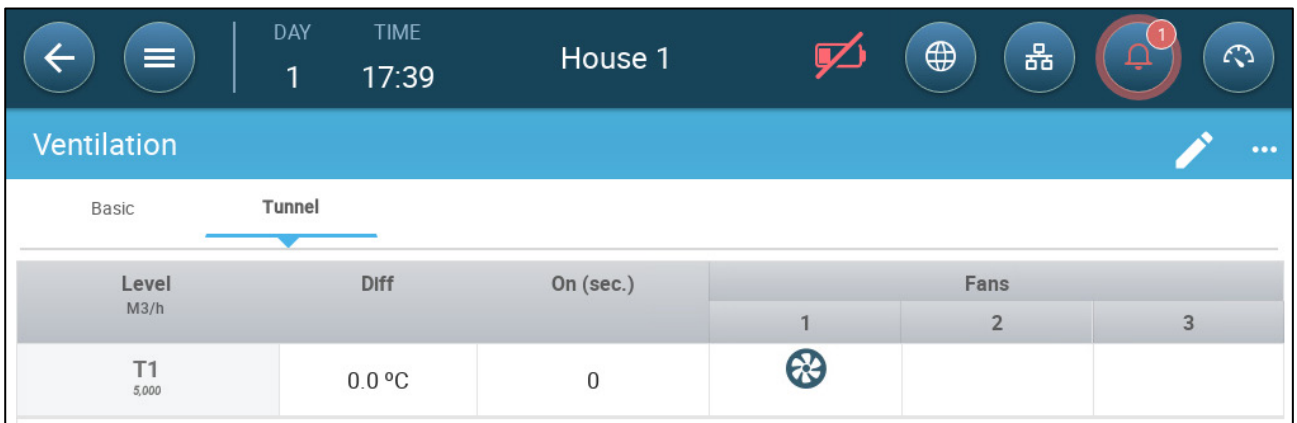 DAY TIME
1 17:39 House 1 1
Ventilation
Basic Tunnel
Level Diff On (sec.) Fans
M3/h
1 2 3
T1 0.0 ºC 0
5,000